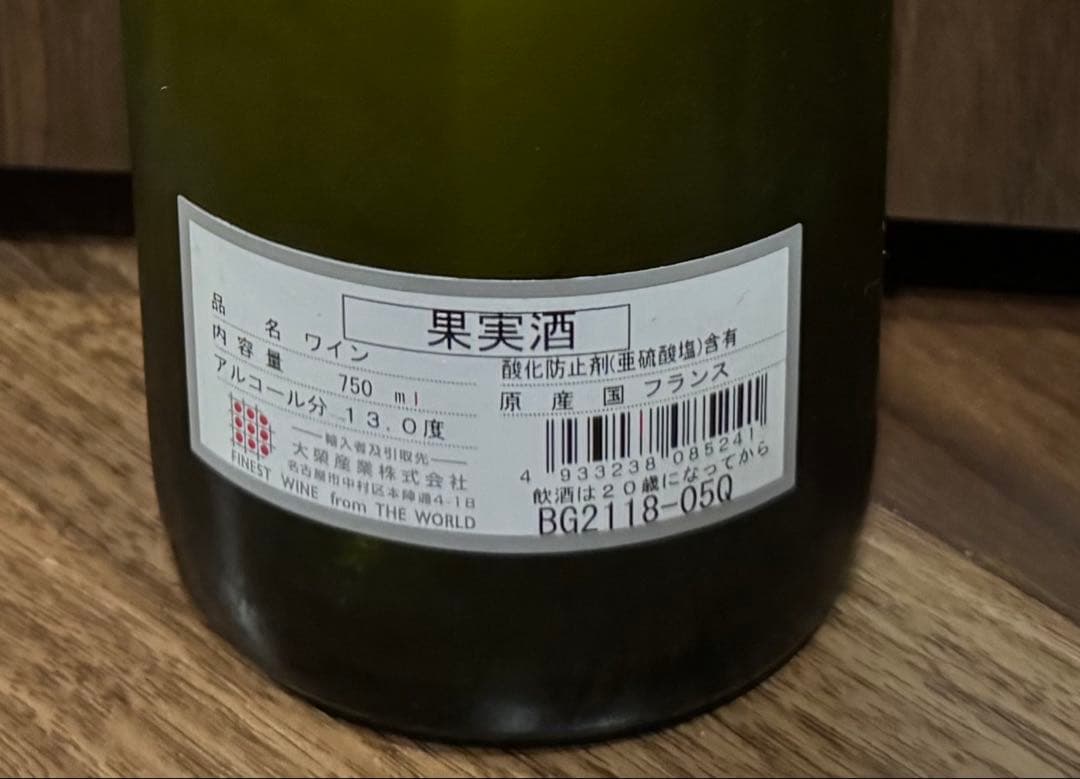 果実酒
品名 ワイン
内容量 750 ml
アルコール分 13.0度
輸入者及引取先
大榮産業株式会社
名古屋市中村区本陣通4-18
FINEST WINE from THE WORLD
酸化防止剤(亜硫酸塩)含有
原産国 フランス
4 933238 085241
飲酒は20歳になってから
BG2118-05Q